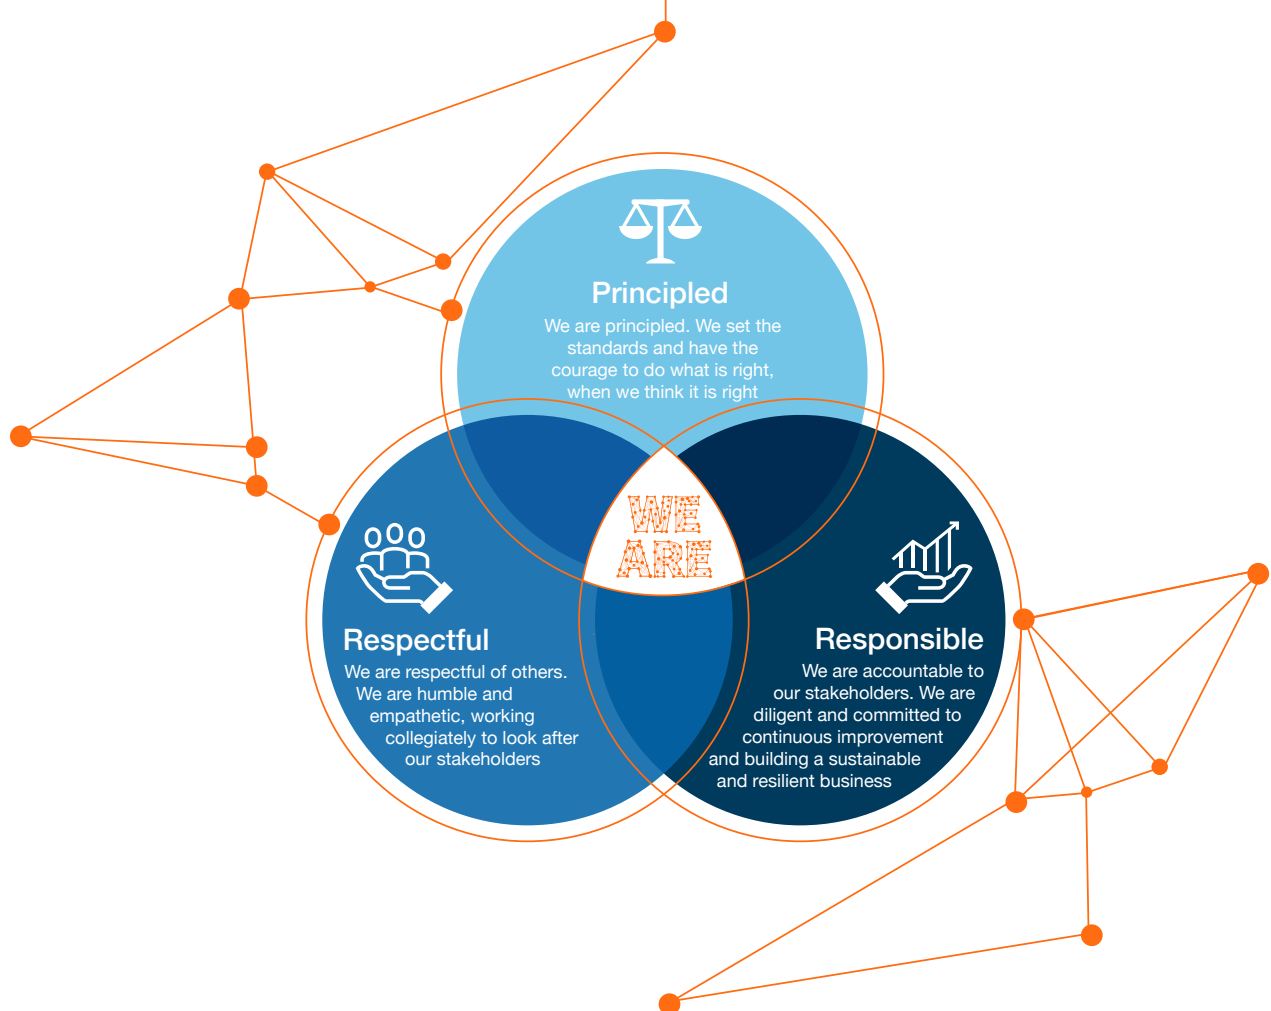 Principled
We are principled. We set the
standards and have the
courage to do what is right,
when we think it is right
WE
ARE
Respectful
We are respectful of others.
We are humble and
empathetic, working
collegiately to look after
our stakeholders
Responsible
We are accountable to
our stakeholders. We are
diligent and committed to
continuous improvement
and building a sustainable
and resilient business